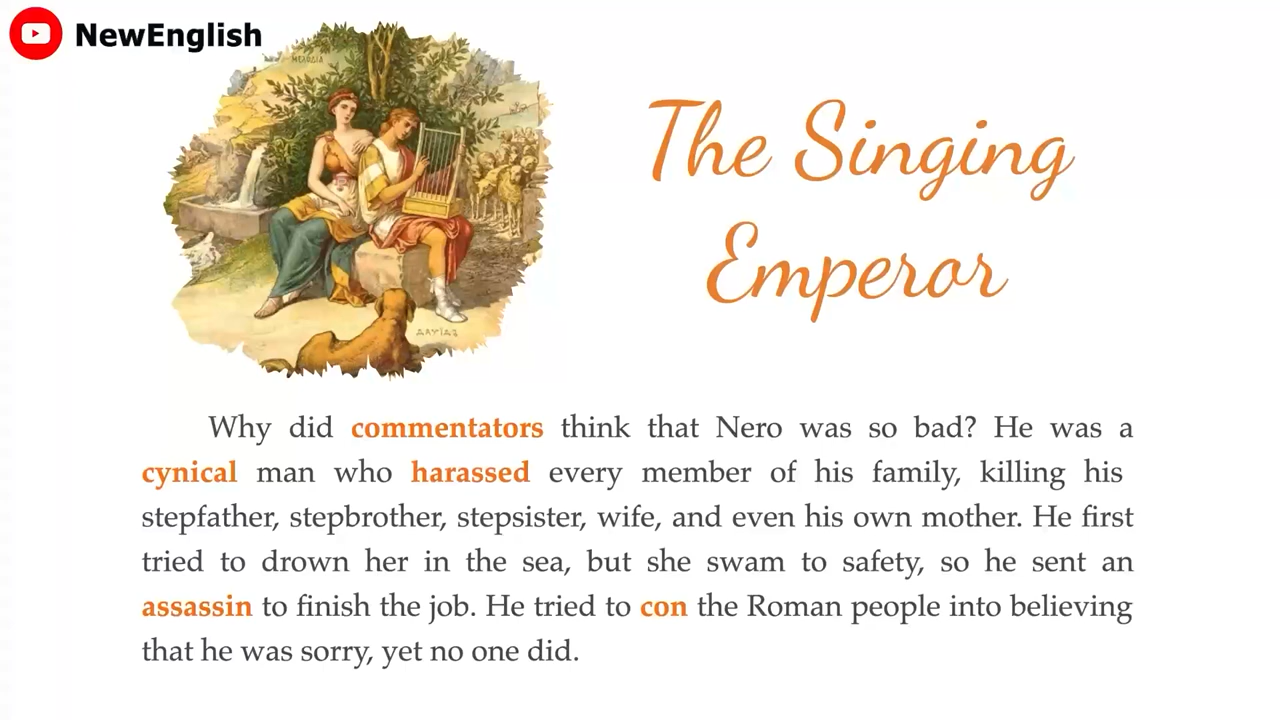 NewEnglish
ΜΕΛΩΔΙΑ
The Singing
Emperor
ΔΑΥΙΔ
Why did commentators think that Nero was so bad? He was a
cynical man who harassed every member of his family, killing his
stepfather, stepbrother, stepsister, wife, and even his own mother. He first
tried to drown her in the sea, but she swam to safety, so he sent an
assassin to finish the job. He tried to con the Roman people into believing
that he was sorry, yet no one did.